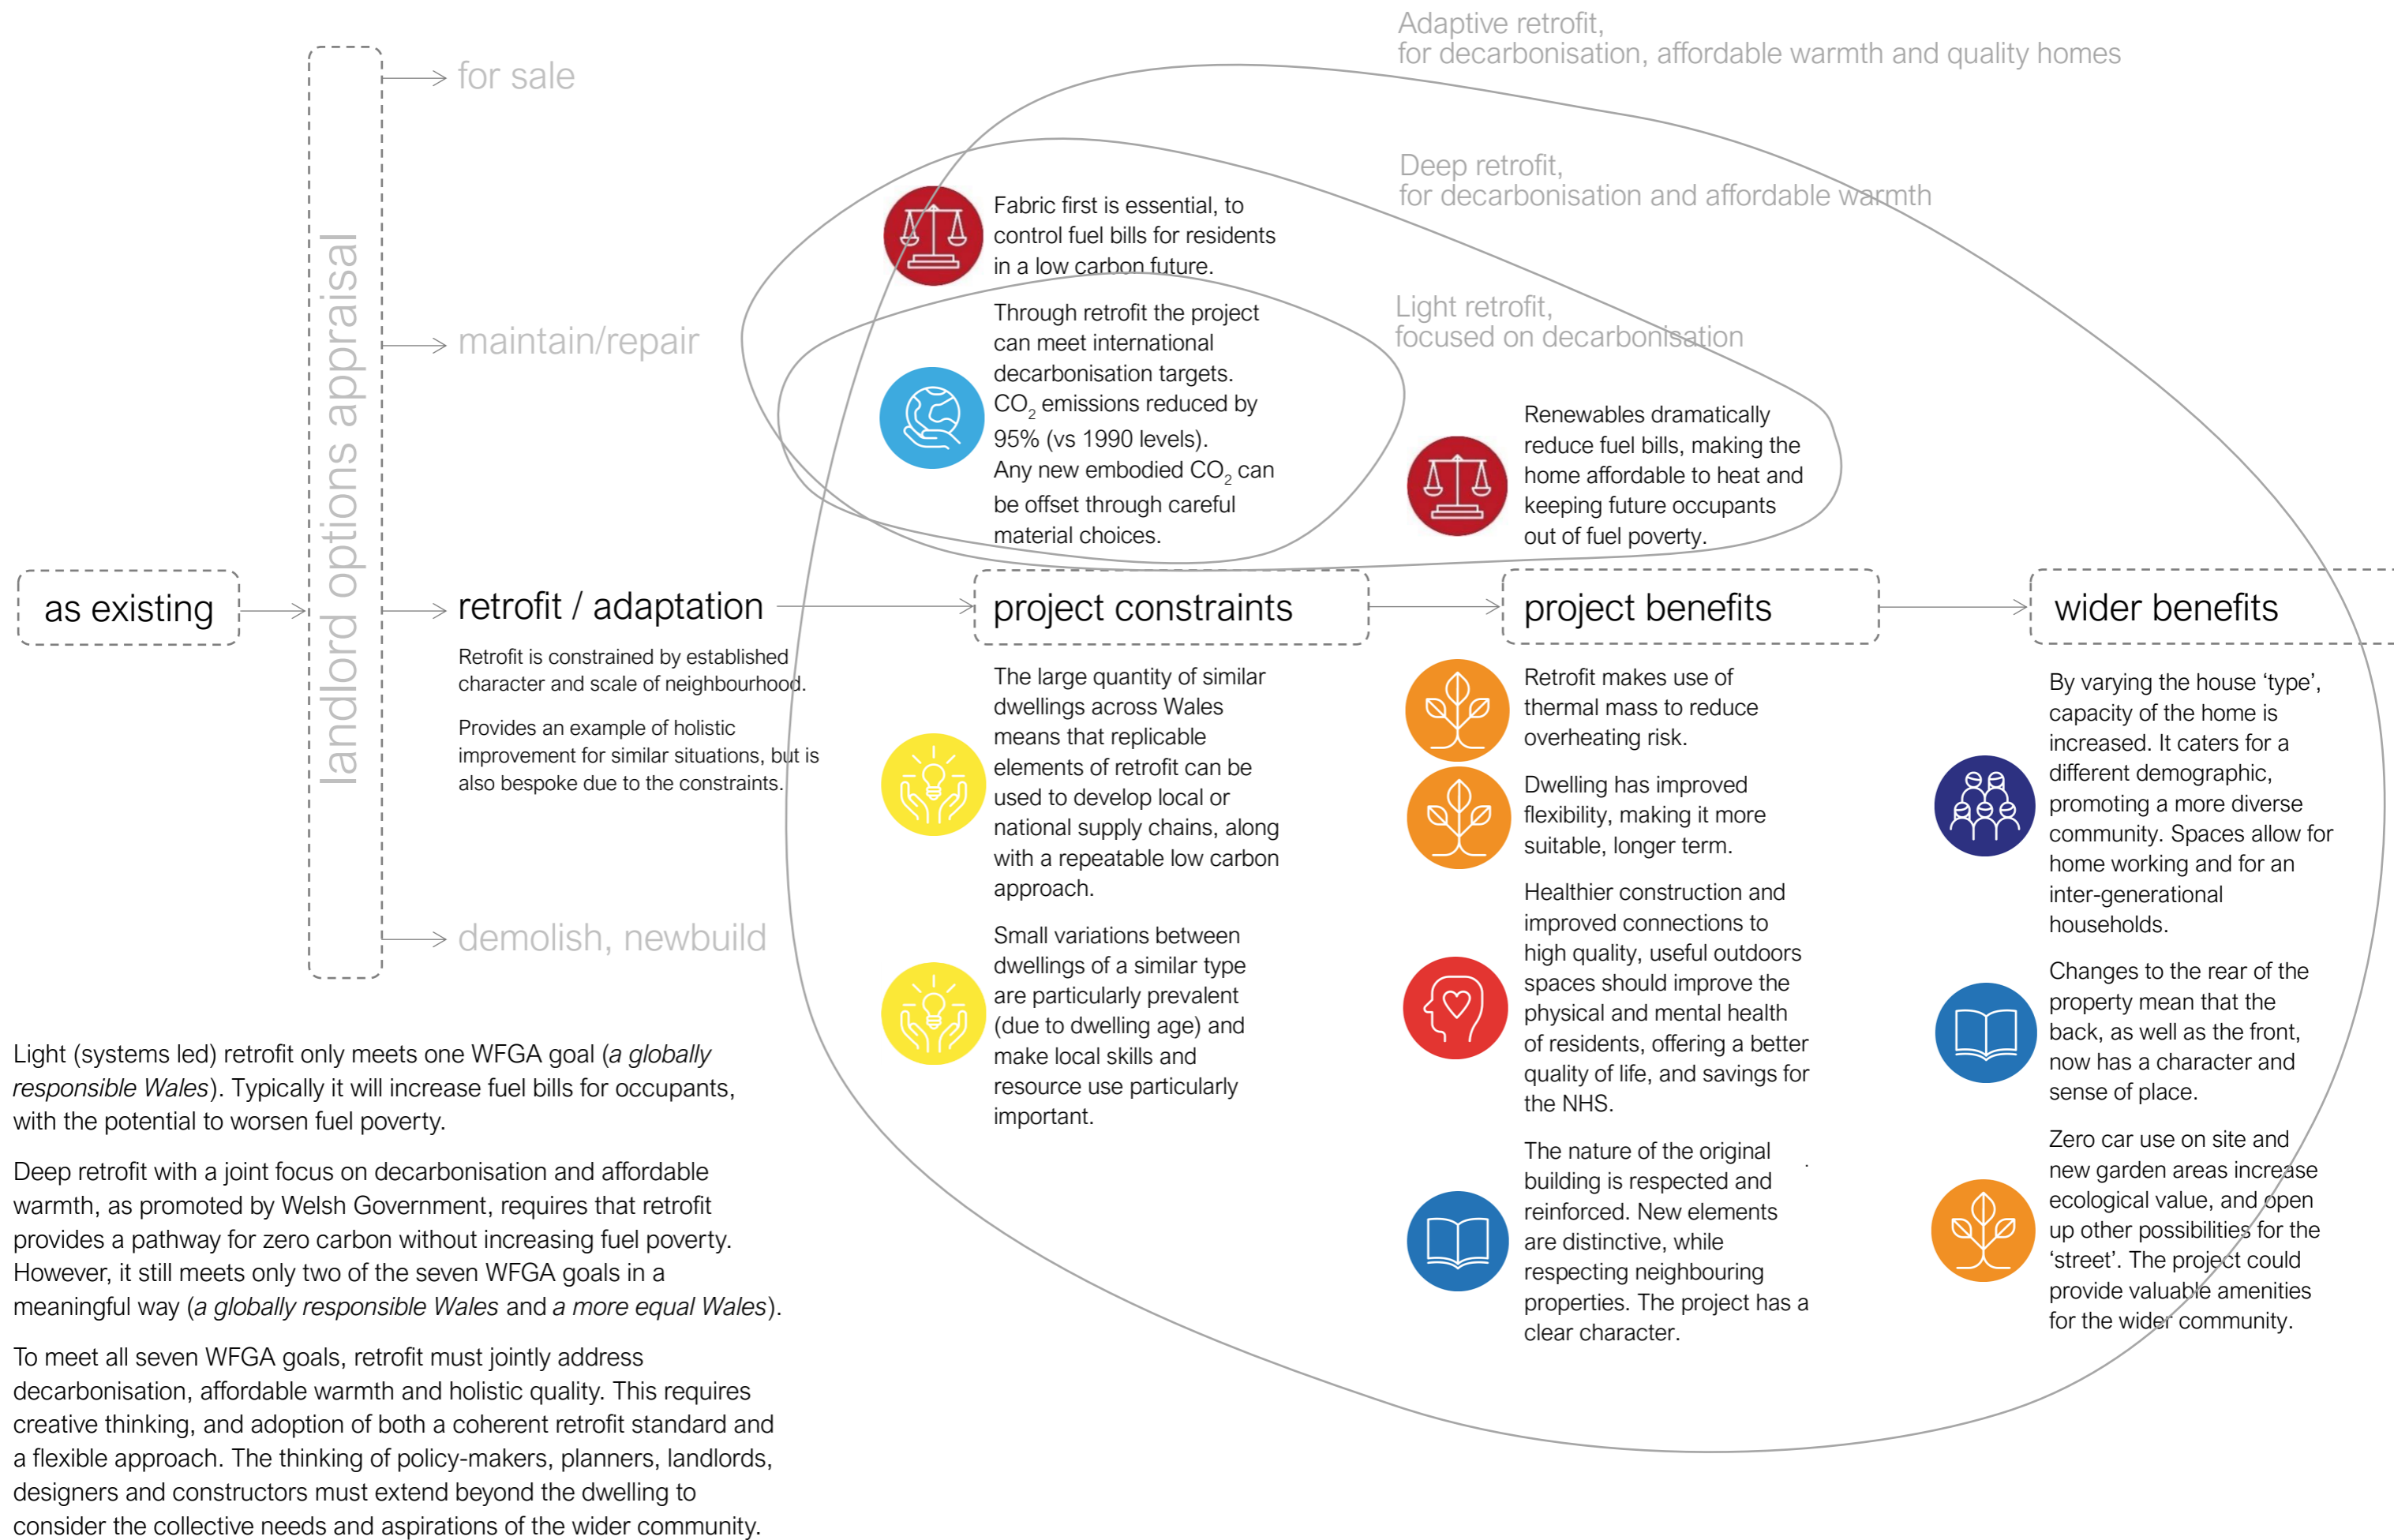 Adaptive retrofit,
for decarbonisation, affordable warmth and quality homes
Deep retrofit,
for decarbonisation and affordable warmth
Light retrofit,
focused on decarbonisation
as existing
landlord options appraisal
for sale
maintain/repair
retrofit / adaptation
Retrofit is constrained by established
character and scale of neighbourhood.
Provides an example of holistic
improvement for similar situations, but is
also bespoke due to the constraints.
demolish, newbuild
Fabric first is essential, to
control fuel bills for residents
in a low carbon future.
Through retrofit the project
can meet international
decarbonisation targets.
CO₂ emissions reduced by
95% (vs 1990 levels).
Any new embodied CO₂ can
be offset through careful
material choices.
project constraints
The large quantity of similar
dwellings across Wales
means that replicable
elements of retrofit can be
used to develop local or
national supply chains, along
with a repeatable low carbon
approach.
Small variations between
dwellings of a similar type
are particularly prevalent
(due to dwelling age) and
make local skills and
resource use particularly
important.
Renewables dramatically
reduce fuel bills, making the
home affordable to heat and
keeping future occupants
out of fuel poverty.
project benefits
Retrofit makes use of
thermal mass to reduce
overheating risk.
Dwelling has improved
flexibility, making it more
suitable, longer term.
Healthier construction and
improved connections to
high quality, useful outdoors
spaces should improve the
physical and mental health
of residents, offering a better
quality of life, and savings for
the NHS.
The nature of the original
building is respected and
reinforced. New elements
are distinctive, while
respecting neighbouring
properties. The project has a
clear character.
.
wider benefits
By varying the house ‘type’,
capacity of the home is
increased. It caters for a
different demographic,
promoting a more diverse
community. Spaces allow for
home working and for an
inter-generational
households.
Changes to the rear of the
property mean that the
back, as well as the front,
now has a character and
sense of place.
Zero car use on site and
new garden areas increase
ecological value, and open
up other possibilities for the
‘street’. The project could
provide valuable amenities
for the wider community.
Light (systems led) retrofit only meets one WFGA goal (a globally
responsible Wales). Typically it will increase fuel bills for occupants,
with the potential to worsen fuel poverty.
Deep retrofit with a joint focus on decarbonisation and affordable
warmth, as promoted by Welsh Government, requires that retrofit
provides a pathway for zero carbon without increasing fuel poverty.
However, it still meets only two of the seven WFGA goals in a
meaningful way (a globally responsible Wales and a more equal Wales).
To meet all seven WFGA goals, retrofit must jointly address
decarbonisation, affordable warmth and holistic quality. This requires
creative thinking, and adoption of both a coherent retrofit standard and
a flexible approach. The thinking of policy-makers, planners, landlords,
designers and constructors must extend beyond the dwelling to
consider the collective needs and aspirations of the wider community.